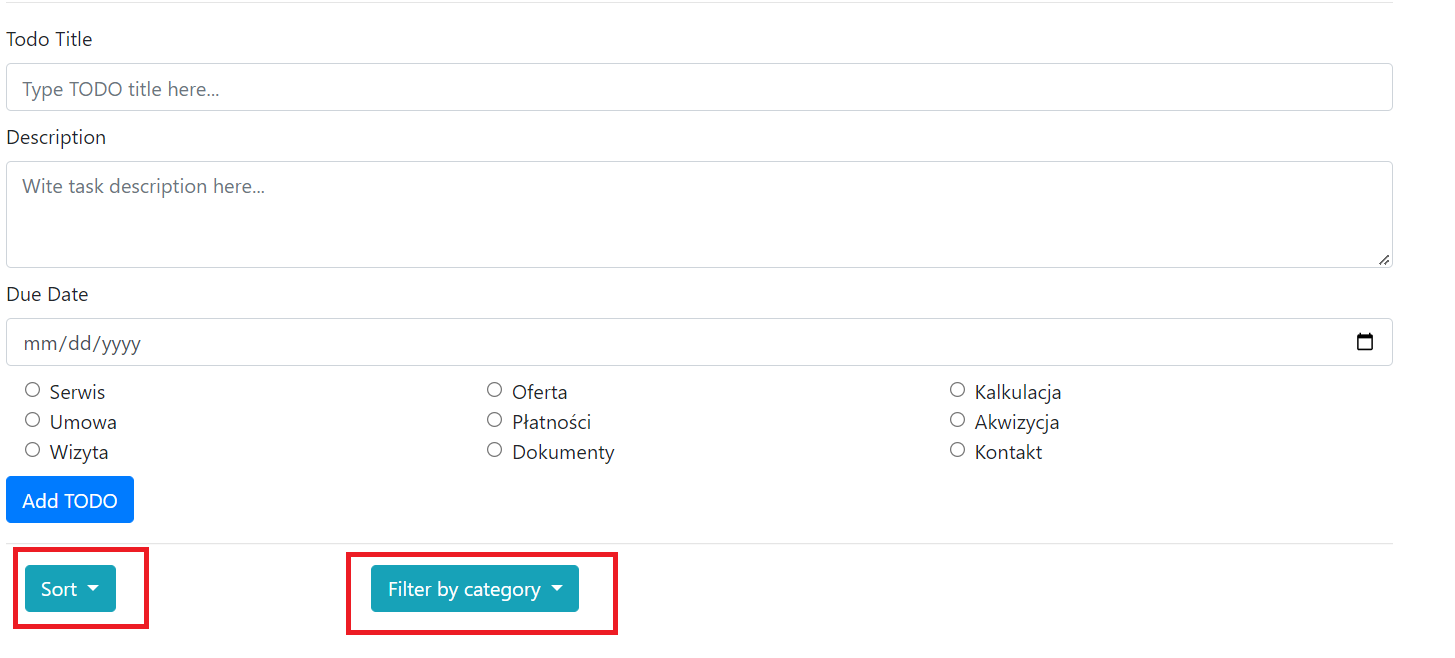 Todo Title
Type TODO title here...
Description
Wite task description here...
Due Date
mm/dd/yyyy
Serwis Oferta Kalkulacja
Umowa Płatności Akwizycja
Wizyta Dokumenty Kontakt
Add TODO
Sort Filter by category